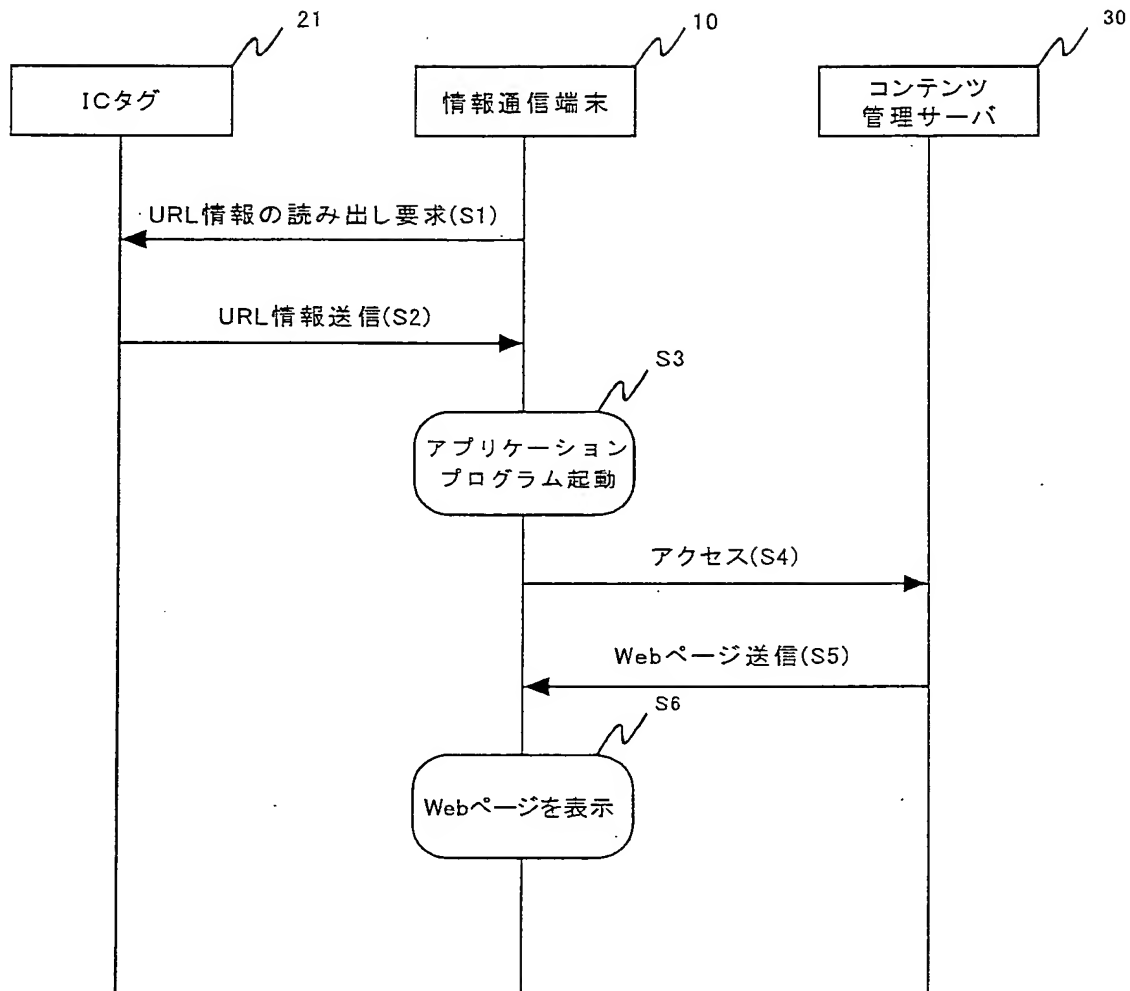 21
10
30
ICタグ
情報通信端末
コンテンツ
管理サーバ
URL情報の読み出し要求(S1)
URL情報送信(S2)
S3
アプリケーション
プログラム起動
アクセス(S4)
Webページ送信(S5)
S6
Webページを表示